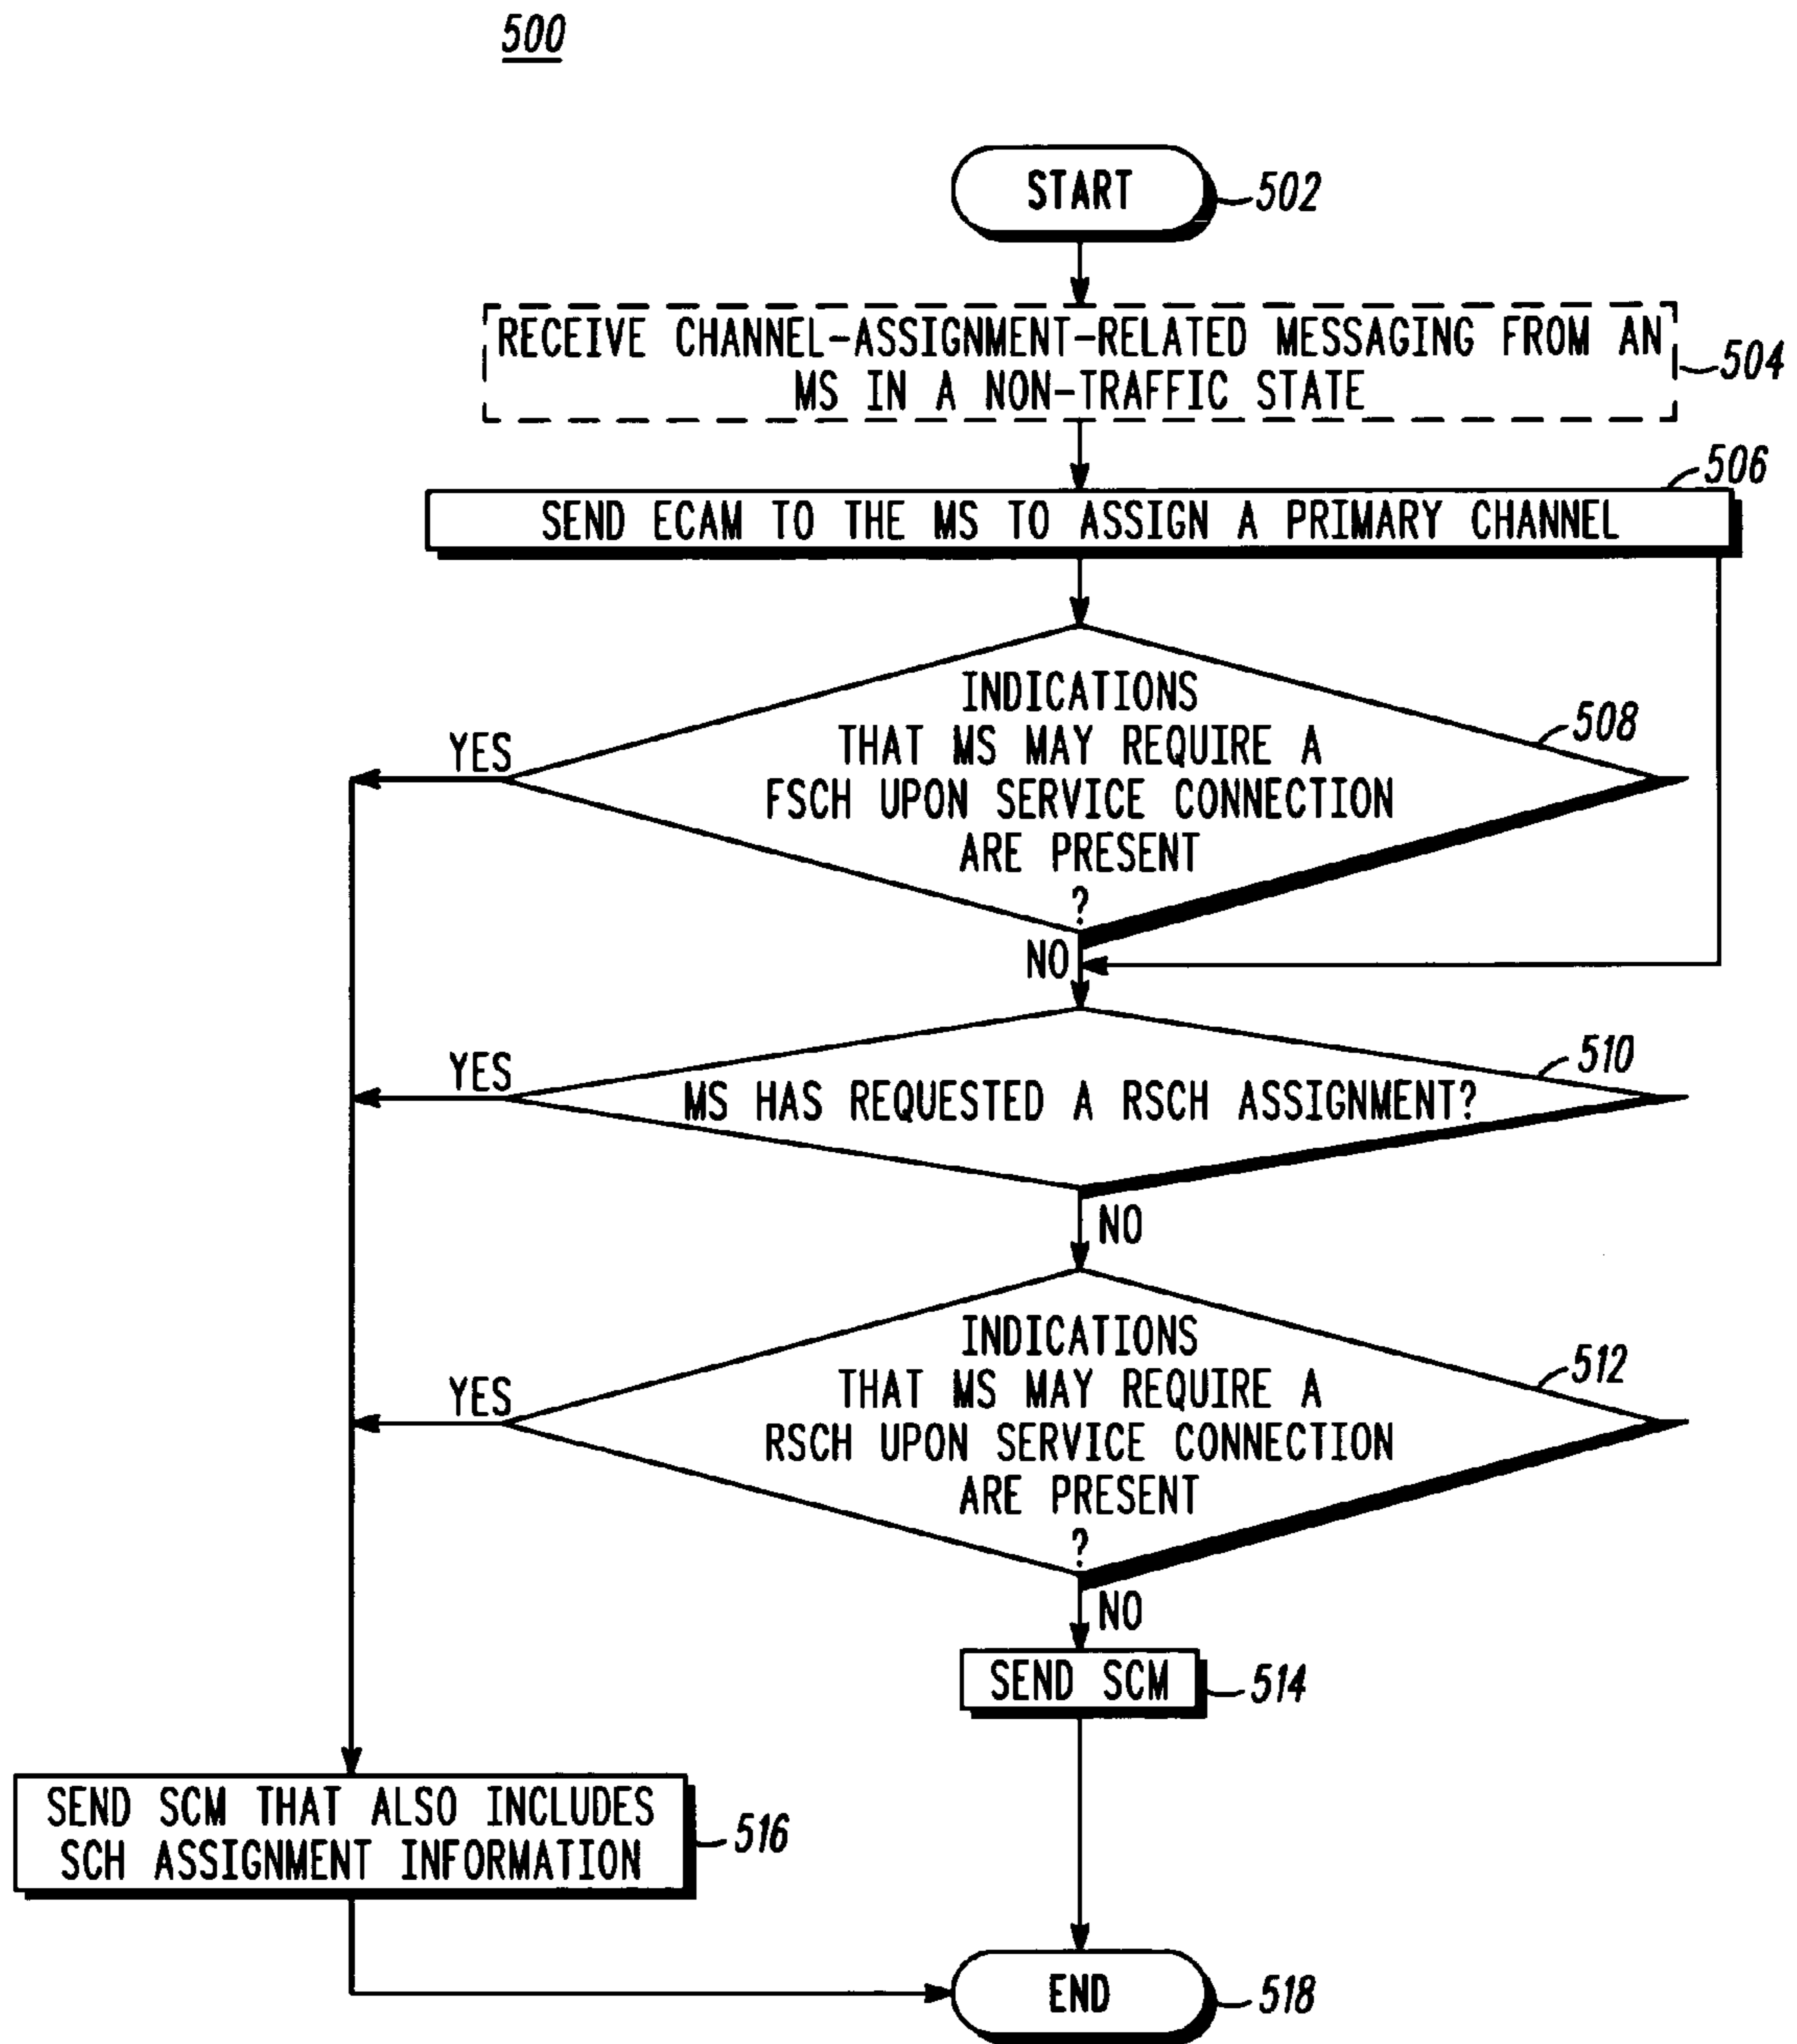 500
START
502
RECEIVE CHANNEL-ASSIGNMENT-RELATED MESSAGING FROM AN
MS IN A NON-TRAFFIC STATE
504
506
SEND ECAM TO THE MS TO ASSIGN A PRIMARY CHANNEL
INDICATIONS
THAT MS MAY REQUIRE A
FSCH UPON SERVICE CONNECTION
ARE PRESENT
?
508
YES
NO
510
YES
MS HAS REQUESTED A RSCH ASSIGNMENT?
NO
INDICATIONS
THAT MS MAY REQUIRE A
RSCH UPON SERVICE CONNECTION
ARE PRESENT
?
512
YES
NO
SEND SCM
514
SEND SCM THAT ALSO INCLUDES
SCH ASSIGNMENT INFORMATION
516
END
518